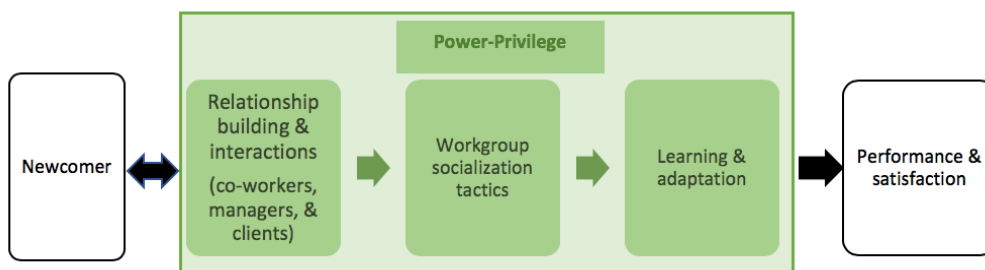 Power-Privilege
Newcomer
Relationship
building &
interactions
(co-workers,
managers, &
clients)
Workgroup
socialization
tactics
Learning &
adaptation
Performance &
satisfaction